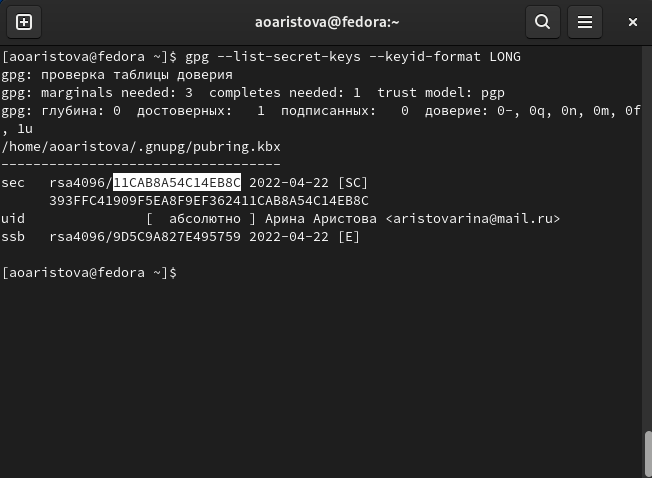 aoaristova@fedora:~
[aoaristova@fedora ~]$ gpg --list-secret-keys --keyid-format LONG
gpg: проверка таблицы доверия
gpg: marginals needed: 3  completes needed: 1  trust model: pgp
gpg: глубина: 0  достоверных:   1  подписанных:   0  доверие: 0-, 0q, 0n, 0m, 0f
, 1u
/home/aoaristova/.gnupg/pubring.kbx
-----------------------------------
sec   rsa4096/11CAB8A54C14EB8C 2022-04-22 [SC]
      393FFC41909F5EA8F9EF362411CAB8A54C14EB8C
uid               [  абсолютно ] Арина Аристова <aristovarina@mail.ru>
ssb   rsa4096/9D5C9A827E495759 2022-04-22 [E]
[aoaristova@fedora ~]$